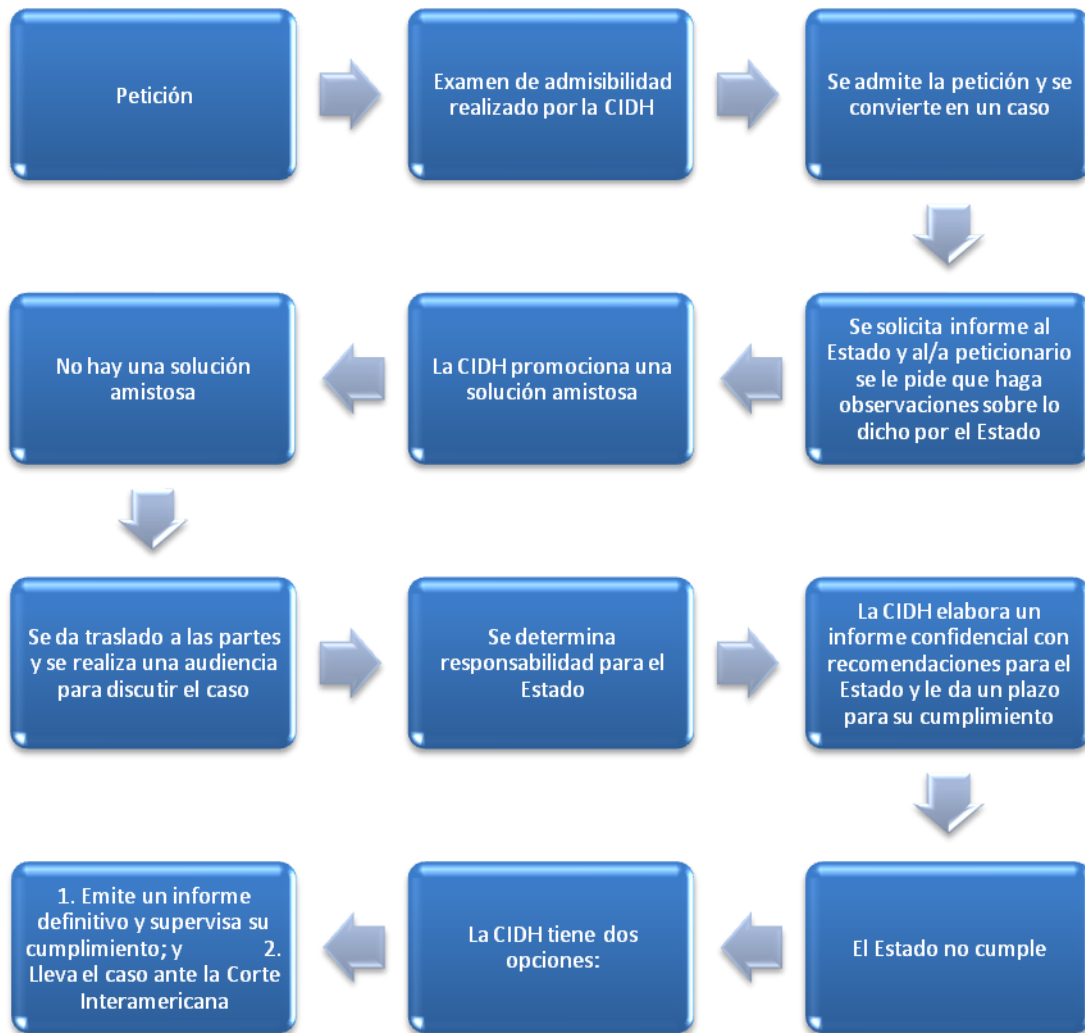 Petición
Examen de admisibilidad
realizado por la CIDH
Se admite la petición y se
convierte en un caso
Se solicita informe al
Estado y al/a peticionario
se le pide que haga
observaciones sobre lo
dicho por el Estado
La CIDH promociona una
solución amistosa
No hay una solución
amistosa
Se da traslado a las partes
y se realiza una audiencia
para discutir el caso
Se determina
responsabilidad para el
Estado
La CIDH elabora un
informe confidencial con
recomendaciones para el
Estado y le da un plazo
para su cumplimiento
El Estado no cumple
La CIDH tiene dos
opciones:
1. Emite un informe
definitivo y supervisa su
cumplimiento; y 2.
Lleva el caso ante la Corte
Interamericana